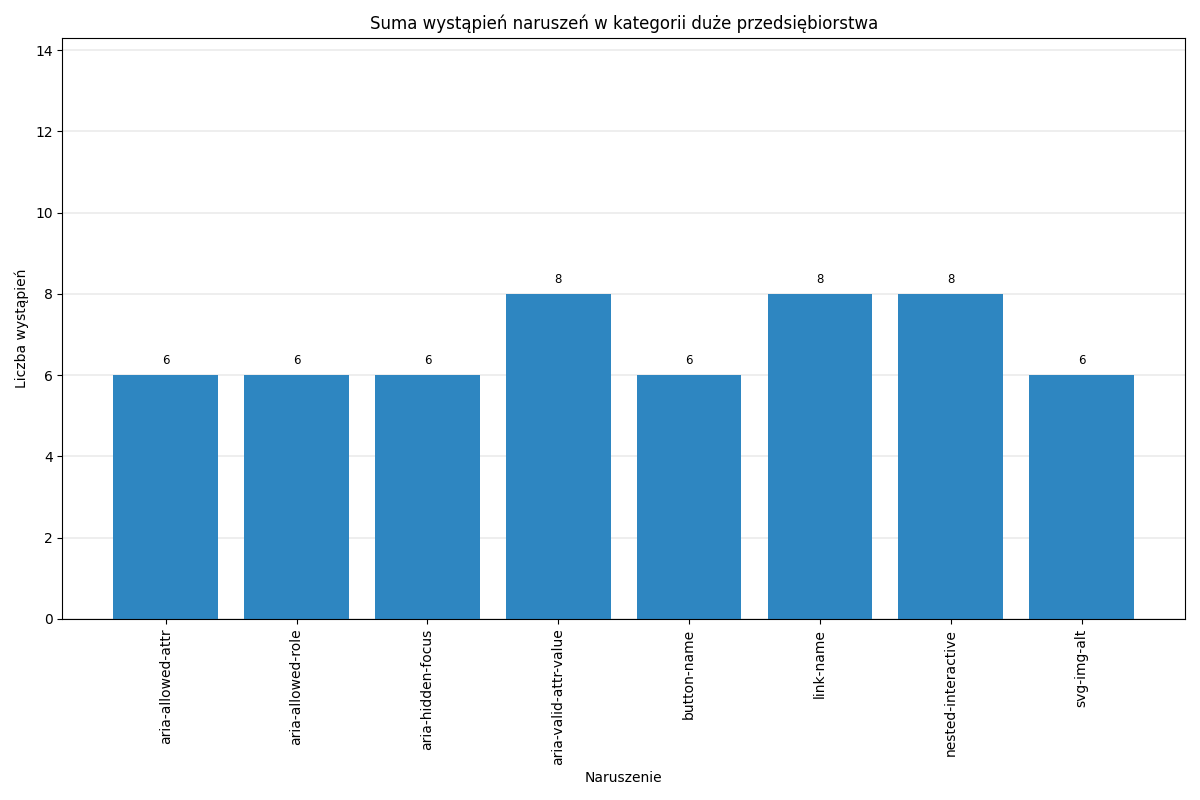 Suma wystąpień naruszeń w kategorii duże przedsiębiorstwa
14
12
10
8
6
4
2
0
Liczba wystąpień
6
6
6
8
6
8
8
6
aria-allowed-attr
aria-allowed-role
aria-hidden-focus
aria-valid-attr-value
button-name
link-name
nested-interactive
svg-img-alt
Naruszenie